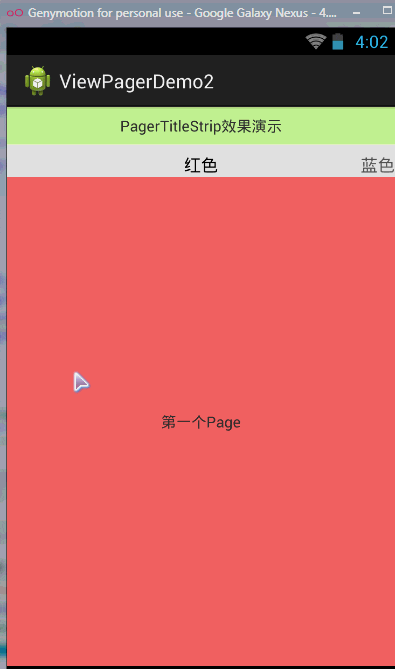 Genymotion for personal use - Google Galaxy Nexus - 4....
4:02
ViewPagerDemo2
PagerTitleStrip效果演示
红色 蓝色
第一个Page